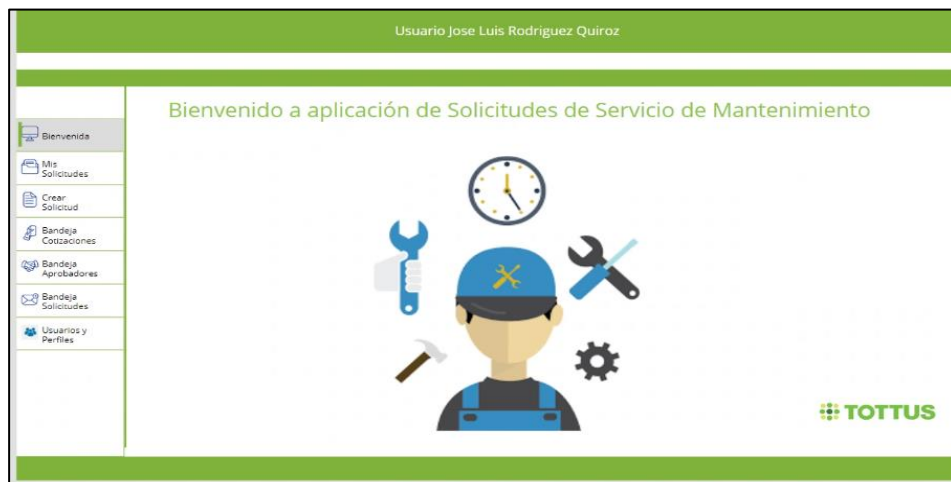 Usuario Jose Luis Rodriguez Quiroz
Bienvenido a aplicación de Solicitudes de Servicio de Mantenimiento
Bienvenida
Mis
Solicitudes
Crear
Solicitud
Bandeja
Cotizaciones
Bandeja
Aprobadores
Bandeja
Solicitudes
Usuarios y
Perfiles
TOTTUS